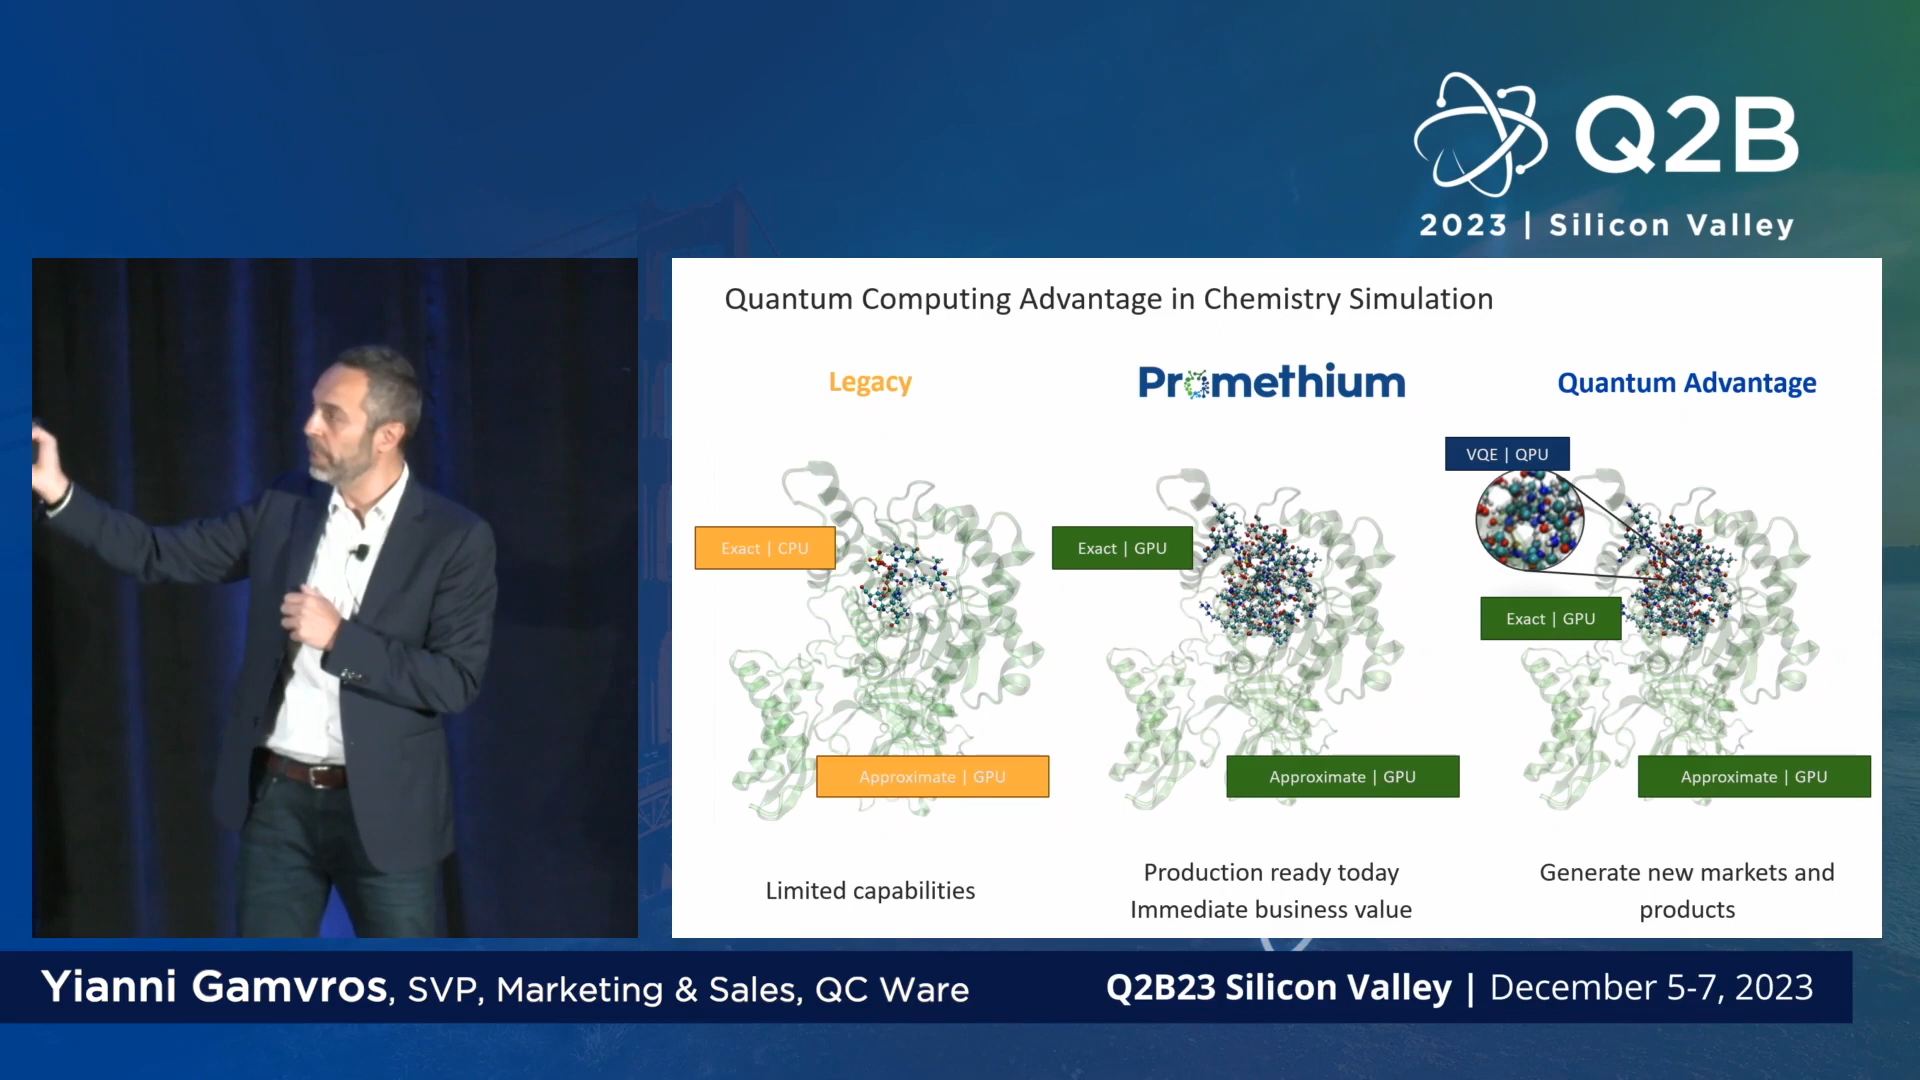 Q2B
2023 | Silicon Valley
Quantum Computing Advantage in Chemistry Simulation
Legacy
Promethium
Quantum Advantage
VQE | QPU
Exact | CPU
Exact | GPU
Exact | GPU
Approximate | GPU
Approximate | GPU
Approximate | GPU
Limited capabilities
Production ready today
Immediate business value
Generate new markets and
products
Yianni Gamvros, SVP, Marketing & Sales, QC Ware
Q2B23 Silicon Valley | December 5-7, 2023